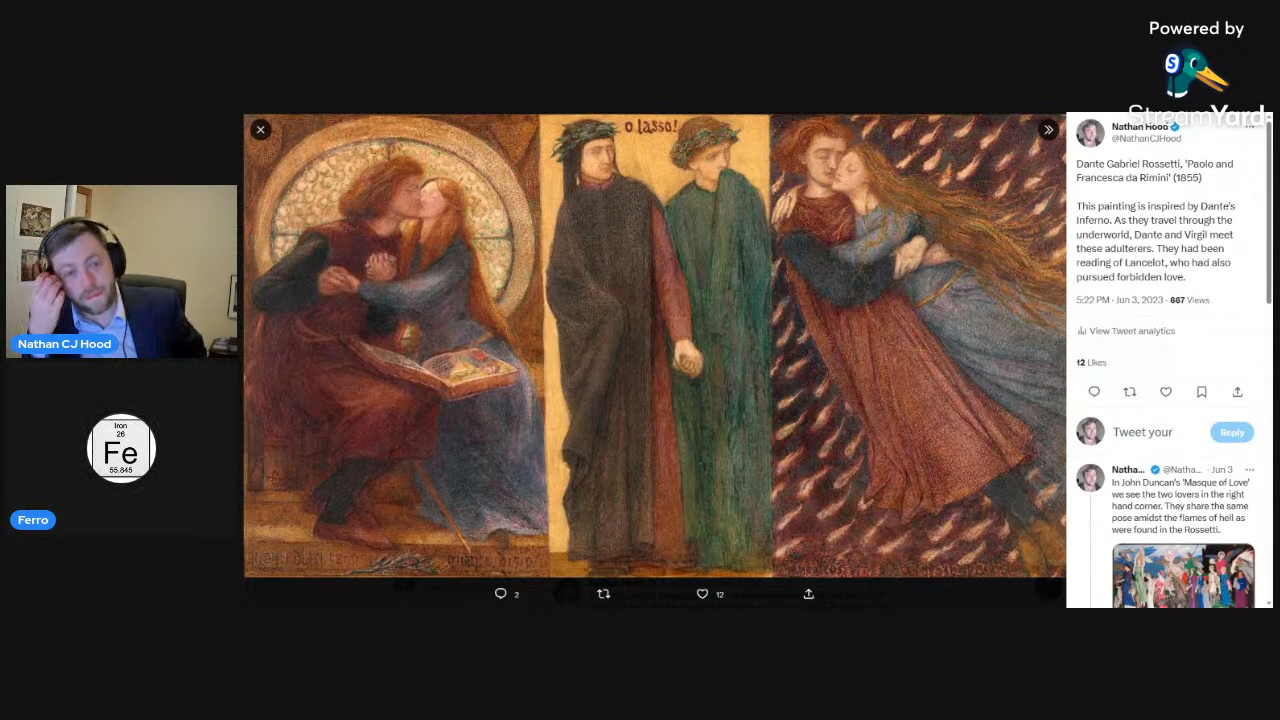 Powered by
S
StreamYard
Nathan CJ Hood
Iron
26
Fe
55.845
Ferro
o lasso!
2
12
Nathan Hood
@NathanCJHood
Dante Gabriel Rossetti, 'Paolo and
Francesca da Rimini' (1855)
This painting is inspired by Dante's
Inferno. As they travel through the
underworld, Dante and Virgil meet
these adulterers. They had been
reading of Lancelot, who had also
pursued forbidden love.
5:22 PM · Jun 3, 2023 · 667 Views
View Tweet analytics
12 Likes
Tweet your
Reply
Natha... @Natha... · Jun 3
In John Duncan's 'Masque of Love'
we see the two lovers in the right
hand corner. They share the same
pose amidst the flames of hell as
were found in the Rossetti.